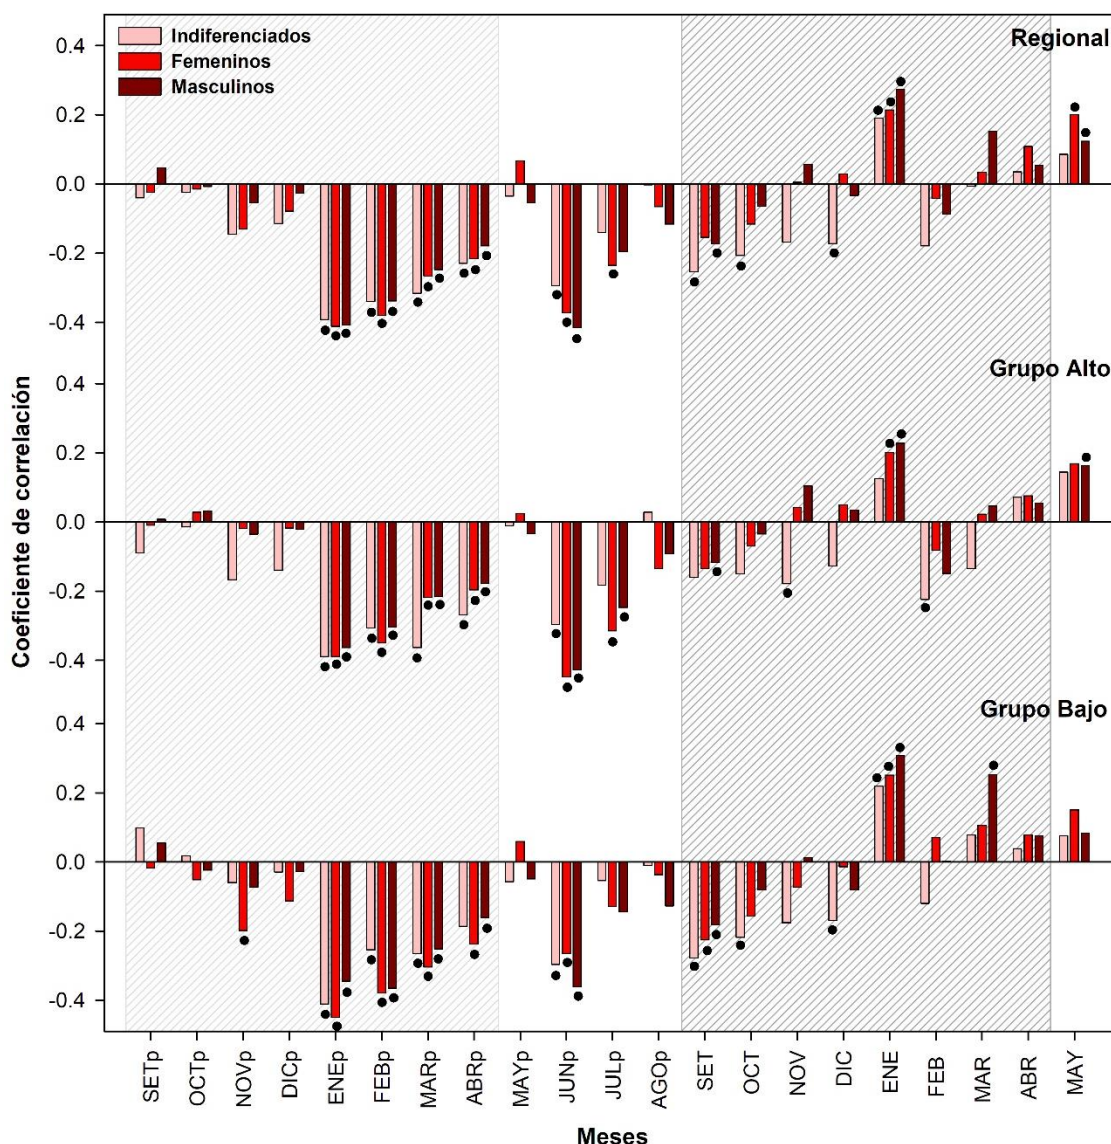 Regional
Indiferenciados
Femeninos
Masculinos
0.4
0.2
0.0
-0.2
-0.4
Grupo Alto
0.4
0.2
0.0
-0.2
-0.4
Grupo Bajo
0.4
0.2
0.0
-0.2
-0.4
Coeficiente de correlación
SETp
OCTp
NOVp
DICp
ENEp
FEBp
MARp
ABRp
MAYp
JUNp
JULp
AGOp
SET
OCT
NOV
DIC
ENE
FEB
MAR
ABR
MAY
Meses